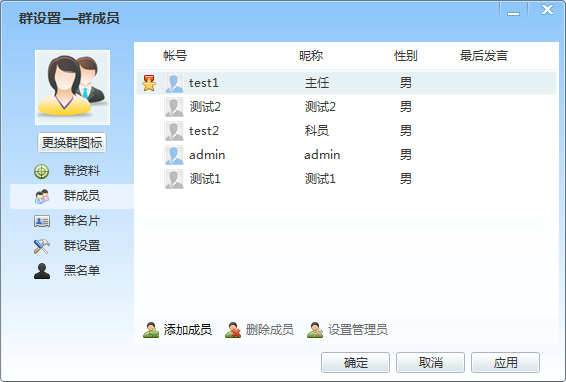 群设置 —群成员
更换群图标
群资料
群成员
群名片
群设置
黑名单
帐号 昵称 性别 最后发言
test1 主任 男
测试2 测试2 男
test2 科员 男
admin admin 男
测试1 测试1 男
添加成员 删除成员 设置管理员
确定 取消 应用